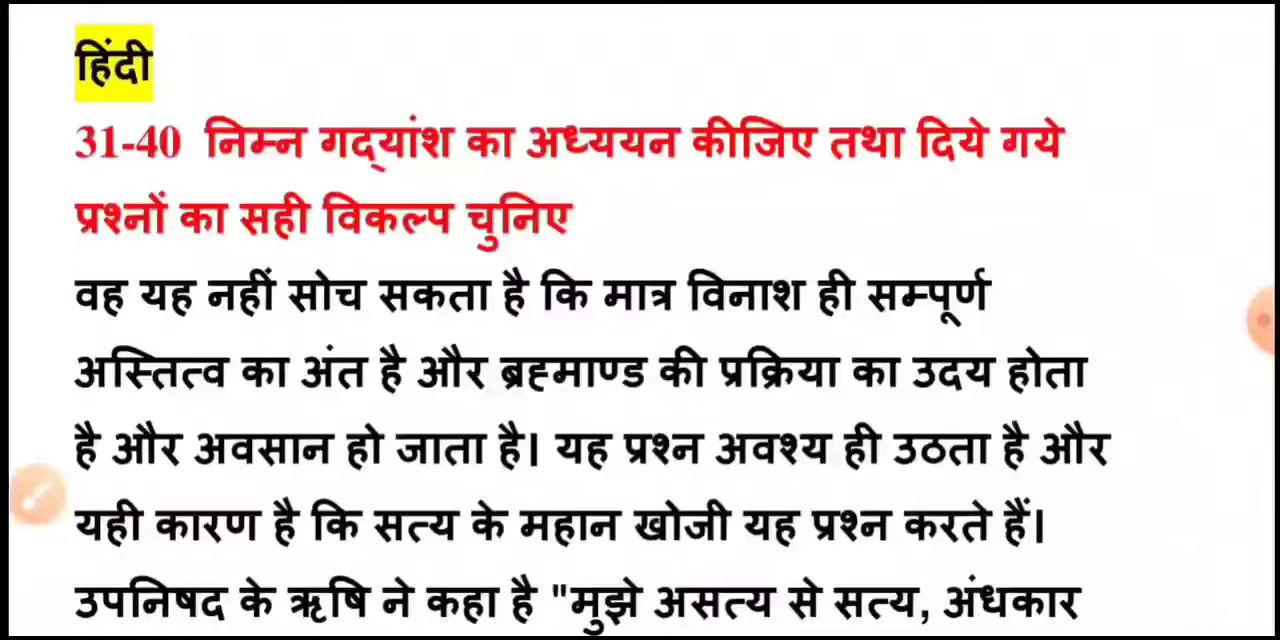 हिंदी
31-40 निम्न गद्यांश का अध्ययन कीजिए तथा दिये गये
प्रश्नों का सही विकल्प चुनिए
वह यह नहीं सोच सकता है कि मात्र विनाश ही सम्पूर्ण
अस्तित्व का अंत है और ब्रह्माण्ड की प्रक्रिया का उदय होता
है और अवसान हो जाता है। यह प्रश्न अवश्य ही उठता है और
यही कारण है कि सत्य के महान खोजी यह प्रश्न करते हैं।
उपनिषद के ऋषि ने कहा है "मुझे असत्य से सत्य, अंधकार